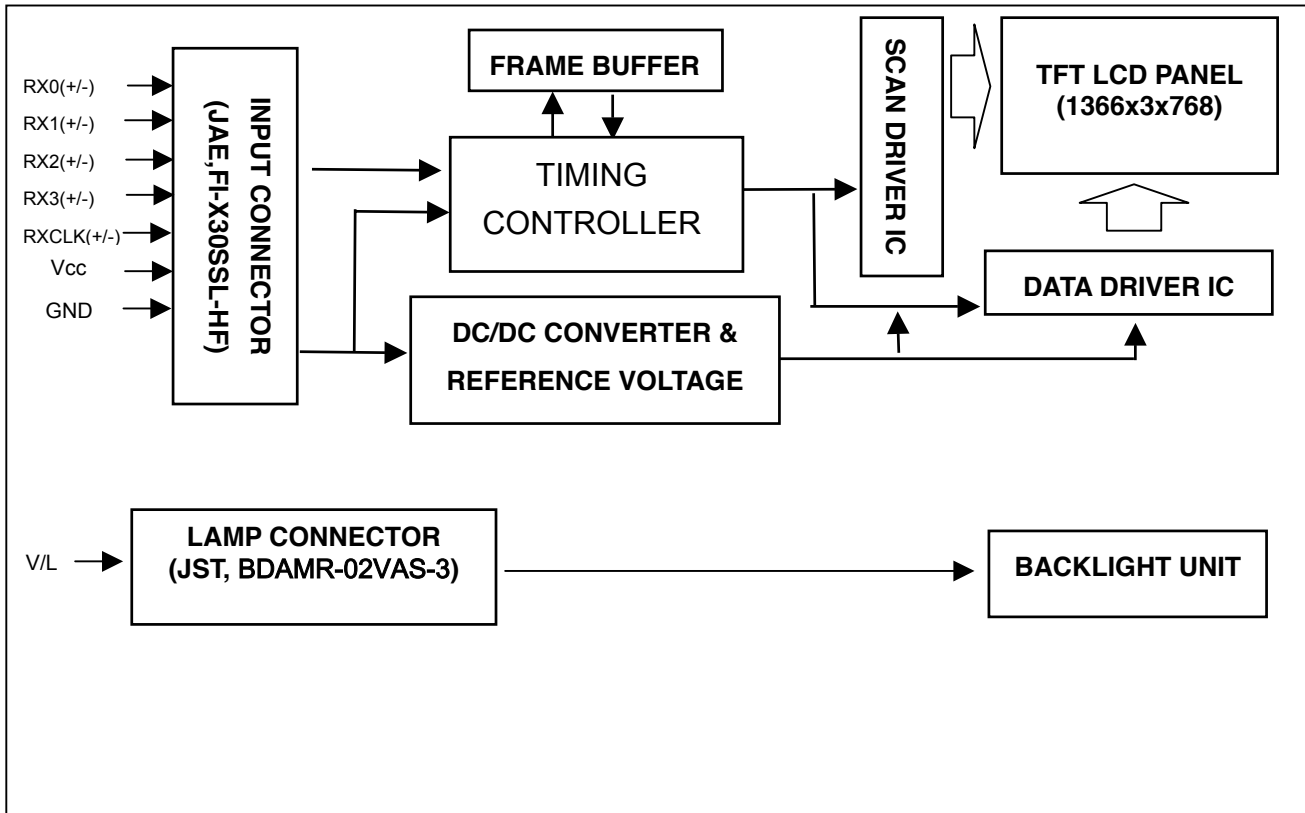 RX0(+/-)
RX1(+/-)
RX2(+/-)
RX3(+/-)
RXCLK(+/-)
Vcc
GND
INPUT CONNECTOR
(JAE,FI-X30SSL-HF)
FRAME BUFFER
TIMING
CONTROLLER
SCAN DRIVER IC
TFT LCD PANEL
(1366x3x768)
DATA DRIVER IC
DC/DC CONVERTER &
REFERENCE VOLTAGE
V/L
LAMP CONNECTOR
(JST, BDAMR-02VAS-3)
BACKLIGHT UNIT